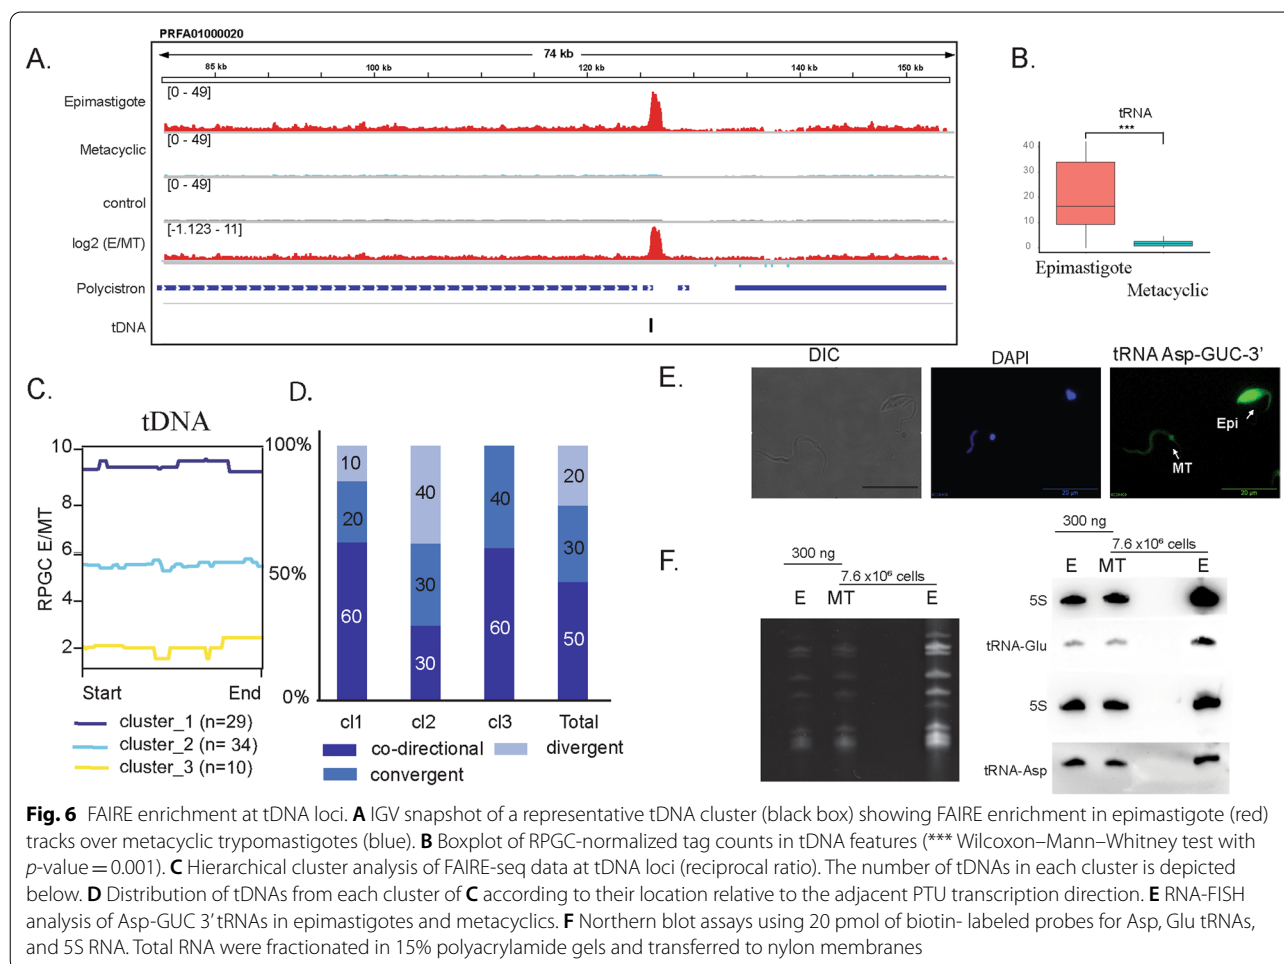 PRFA01000020
A.
74 kb
85 kb
100 kb
120 kb
140 kb
150 kb
Epimastigote
[0 - 49]
Metacyclic
[0 - 49]
control
[0 - 49]
log2 (E/MT)
[-1.123 - 11]
Polycistron
tDNA
B.
tRNA
***
40
30
20
10
0
Epimastigote
Metacyclic
C.
tDNA
RPGC E/MT
10
8
6
4
2
Start
End
cluster_1 (n=29)
cluster_2 (n= 34)
cluster_3 (n=10)
D.
100%
50%
0%
10
20
60
40
30
30
40
60
20
30
50
cl1
cl2
cl3
Total
co-directional
divergent
convergent
E.
DIC
DAPI
tRNA Asp-GUC-3’
20 µm
Epi
MT
20 µm
F.
300 ng
7.6 x10⁶ cells
E
MT
E
300 ng
7.6 x10⁶ cells
E
MT
E
5S
tRNA-Glu
5S
tRNA-Asp
Fig. 6 FAIRE enrichment at tDNA loci. A IGV snapshot of a representative tDNA cluster (black box) showing FAIRE enrichment in epimastigote (red)
tracks over metacyclic trypomastigotes (blue). B Boxplot of RPGC-normalized tag counts in tDNA features (*** Wilcoxon–Mann–Whitney test with
p-value = 0.001). C Hierarchical cluster analysis of FAIRE-seq data at tDNA loci (reciprocal ratio). The number of tDNAs in each cluster is depicted
below. D Distribution of tDNAs from each cluster of C according to their location relative to the adjacent PTU transcription direction. E RNA-FISH
analysis of Asp-GUC 3’ tRNAs in epimastigotes and metacyclics. F Northern blot assays using 20 pmol of biotin- labeled probes for Asp, Glu tRNAs,
and 5S RNA. Total RNA were fractionated in 15% polyacrylamide gels and transferred to nylon membranes